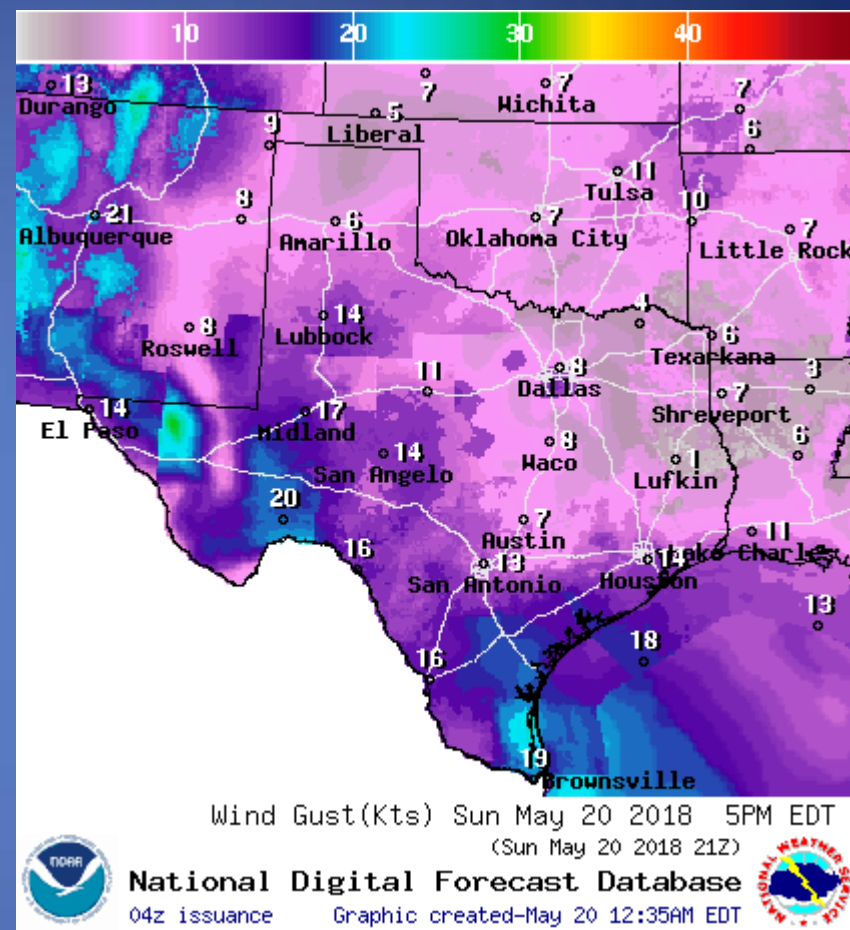 10 20 30 40
13
Durango
7
7
Wichita
7
5
Liberal
9
6
11
Tulsa
21
Albuquerque
8
6
Amarillo
7
Oklahoma City
10
7
Little Rock
8
Roswell
14
Lubbock
4
6
Texarkana
8
Dallas
11
7
Shreveport
3
14
El Paso
17
Midland
14
San Angelo
8
Waco
1
Lufkin
6
20
7
Austin
11
Lake Charles
16
13
San Antonio
14
Houston
13
18
16
19
Brownsville
Wind Gust(Kts) Sun May 20 2018 5PM EDT
(Sun May 20 2018 21Z)
National Digital Forecast Database
04z issuance Graphic created-May 20 12:35AM EDT
NOAA
NATIONAL WEATHER SERVICE